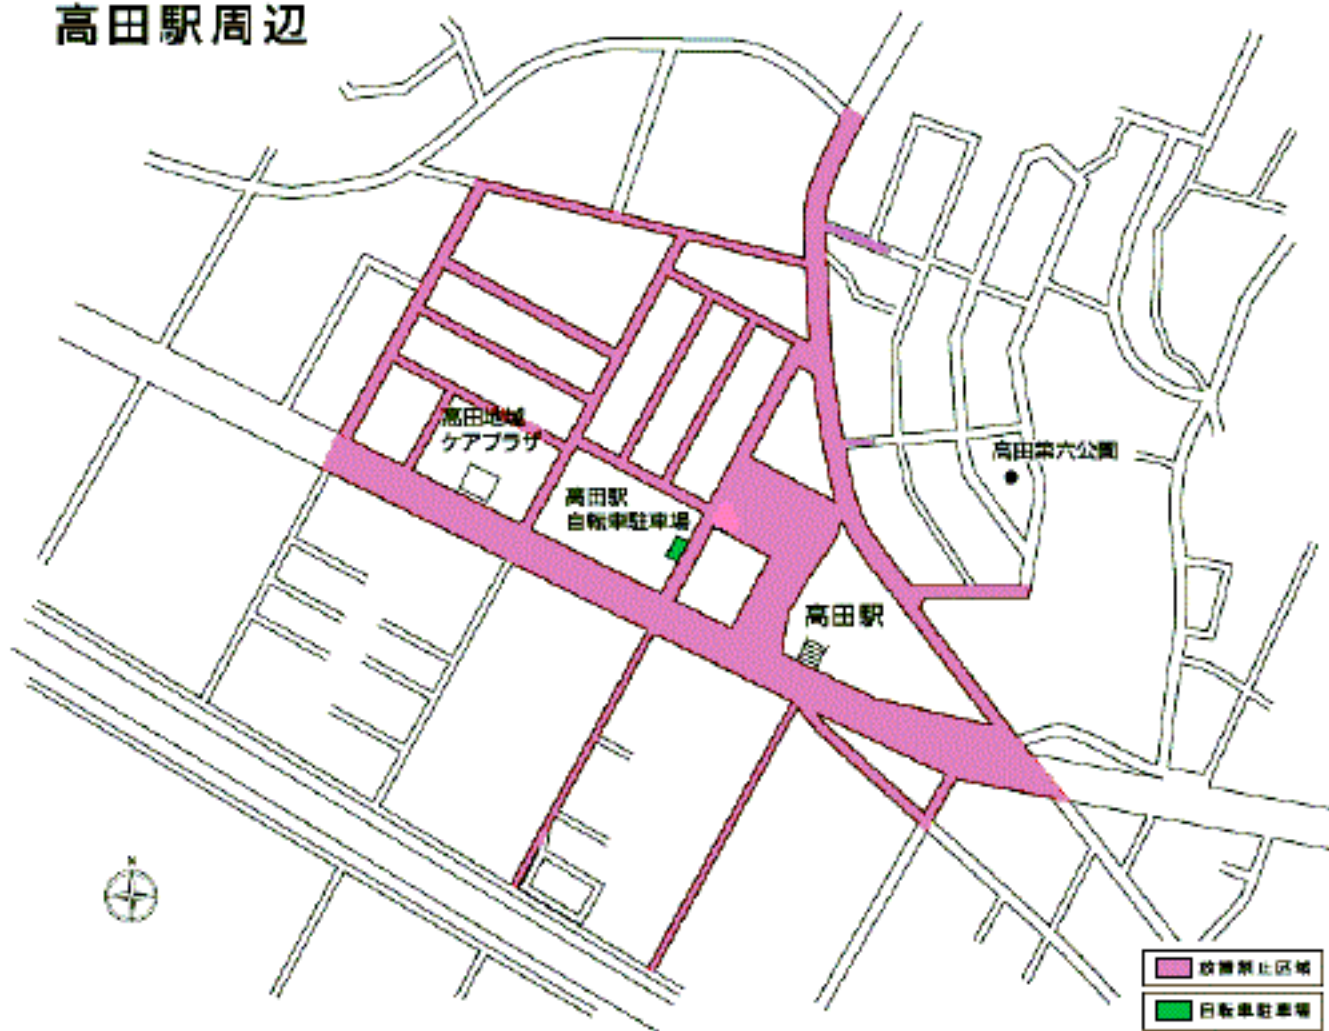 高田駅周辺
高田地域
ケアプラザ
高田駅
自転車駐車場
高田第六公園
高田駅
N
放置禁止区域
自転車駐車場